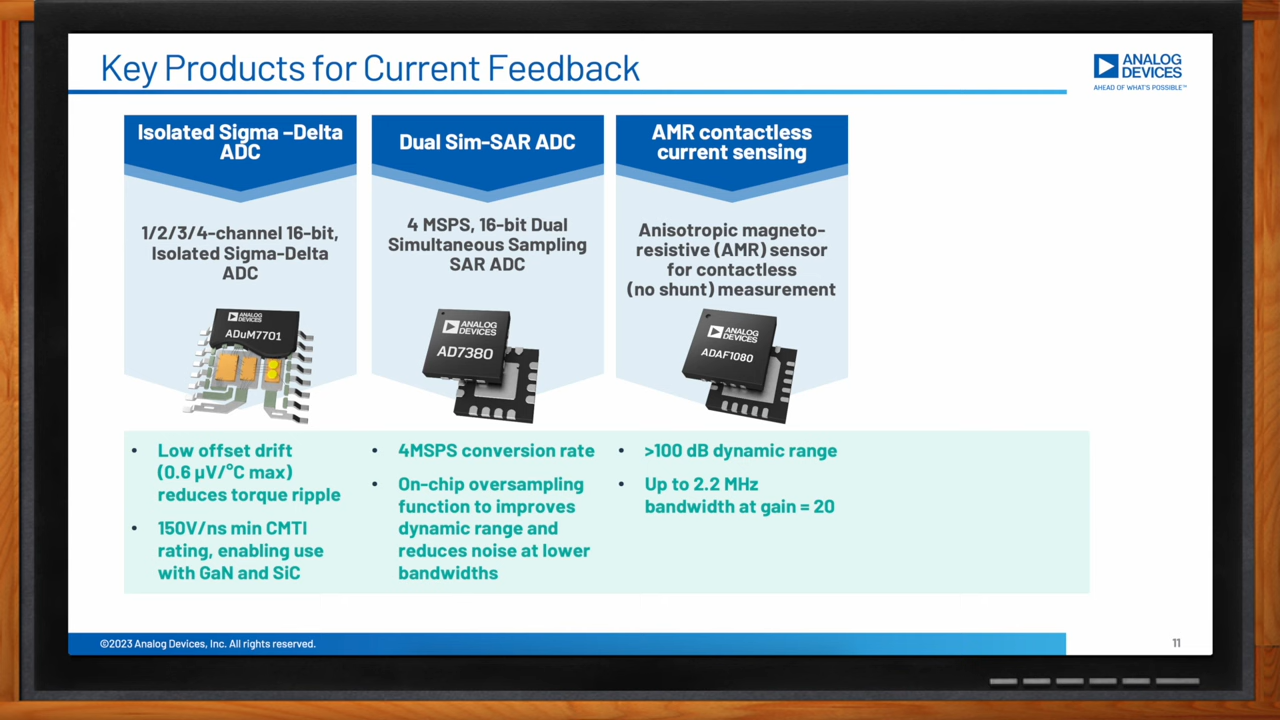 Key Products for Current Feedback
ANALOG
DEVICES
AHEAD OF WHAT'S POSSIBLE™
Isolated Sigma –Delta
ADC
1/2/3/4-channel 16-bit,
Isolated Sigma-Delta
ADC
ANALOG
DEVICES
ADuM7701
• Low offset drift
(0.6 µV/°C max)
reduces torque ripple
• 150V/ns min CMTI
rating, enabling use
with GaN and SiC
Dual Sim-SAR ADC
4 MSPS, 16-bit Dual
Simultaneous Sampling
SAR ADC
ANALOG
DEVICES
AD7380
• 4MSPS conversion rate
• On-chip oversampling
function to improves
dynamic range and
reduces noise at lower
bandwidths
AMR contactless
current sensing
Anisotropic magneto-
resistive (AMR) sensor
for contactless
(no shunt) measurement
ANALOG
DEVICES
ADAF1080
• >100 dB dynamic range
• Up to 2.2 MHz
bandwidth at gain = 20
©2023 Analog Devices, Inc. All rights reserved.
11